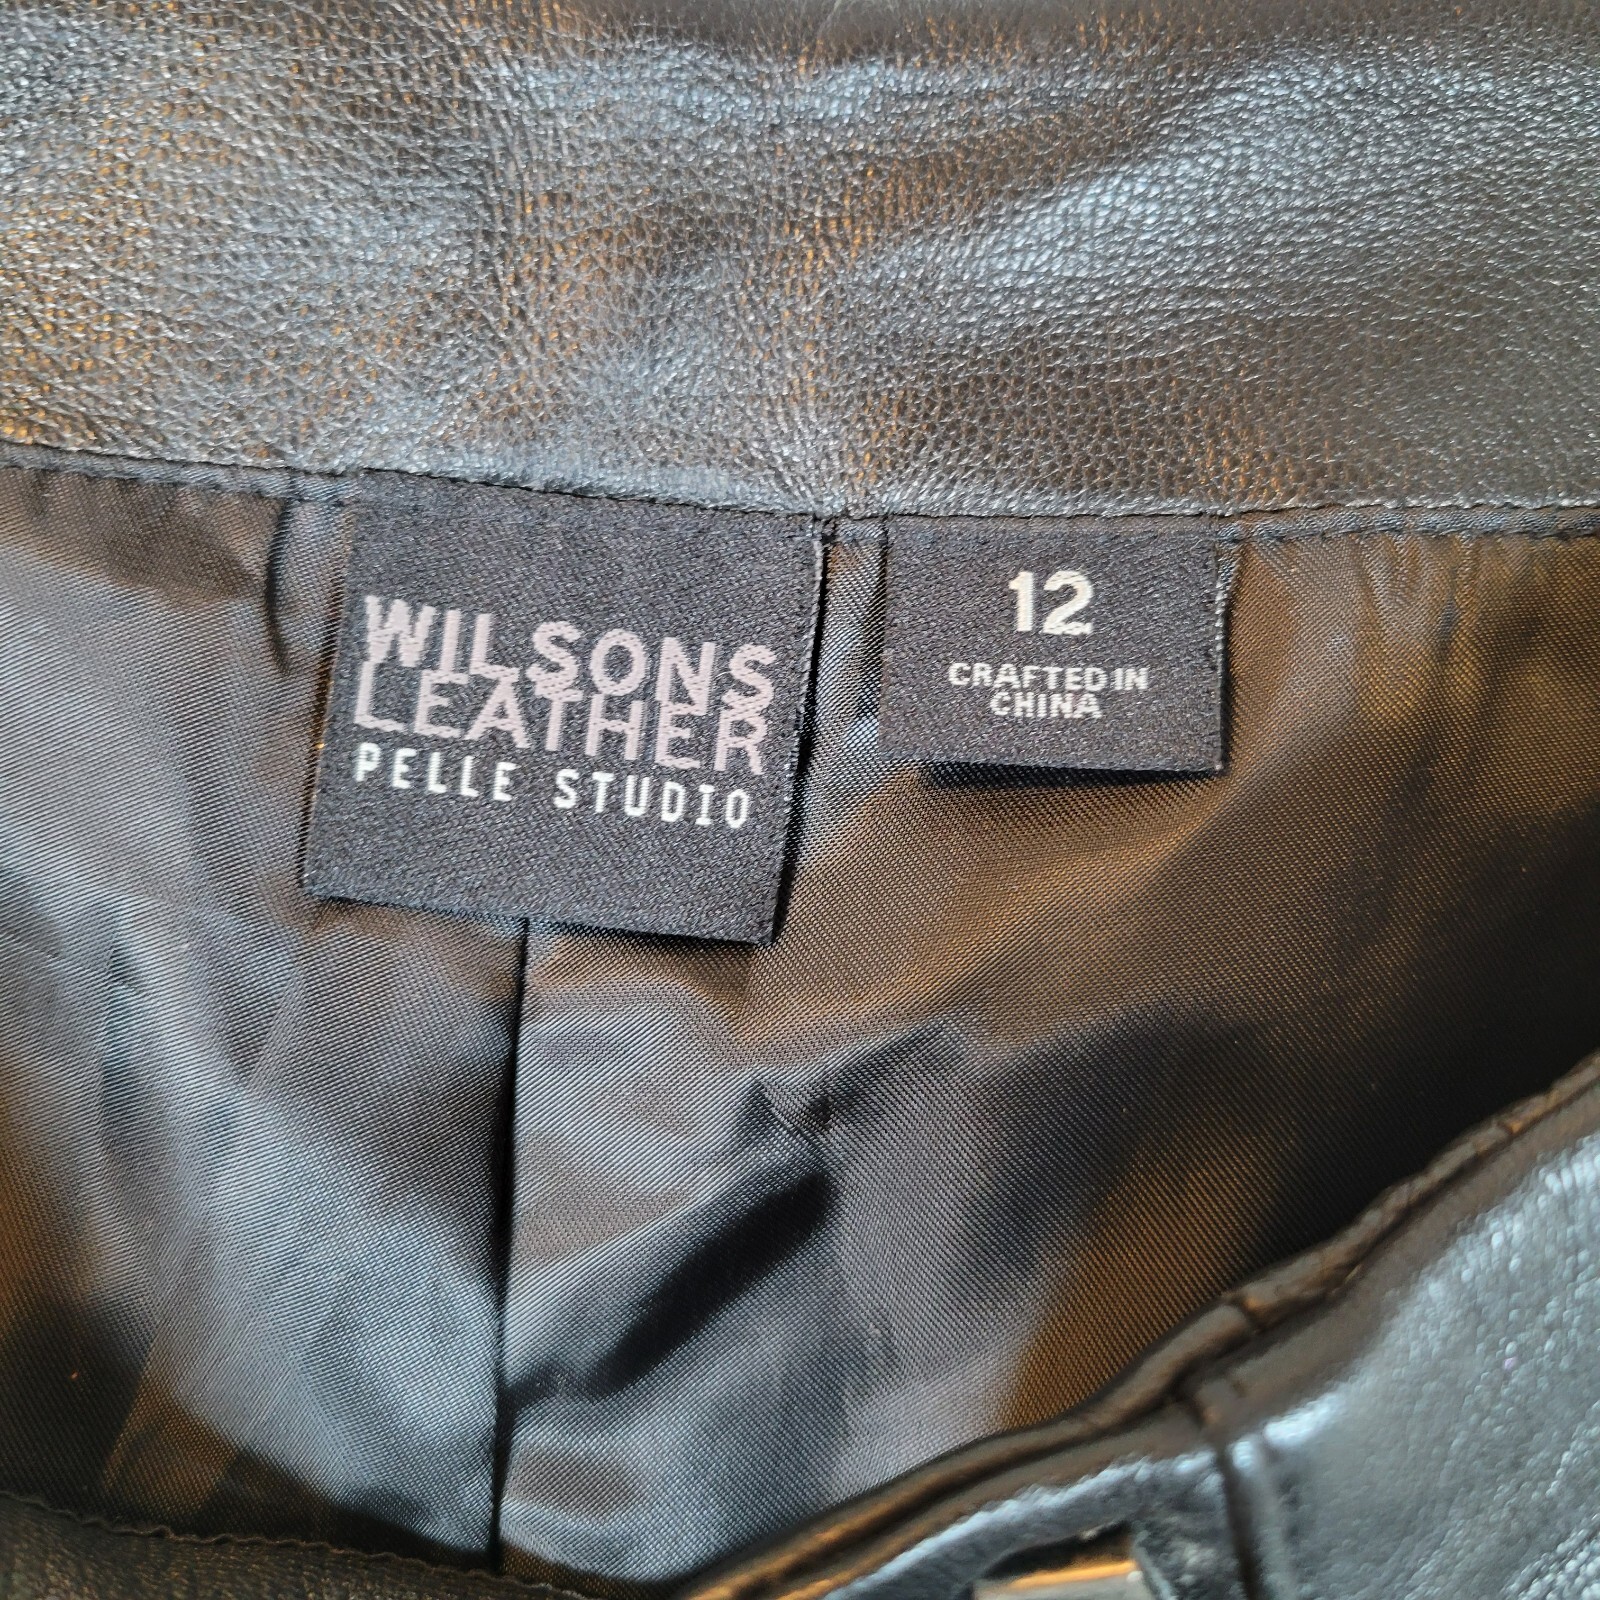 WILSONS
LEATHER
PELLE STUDIO
12
CRAFTED IN
CHINA